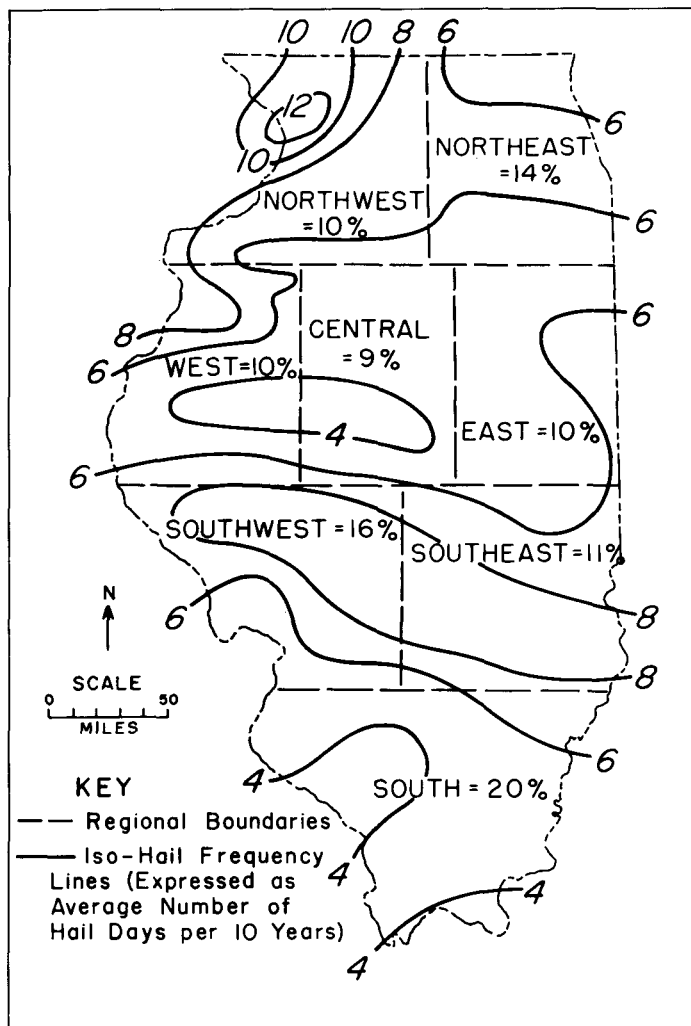 10 10 8 6
12
10
6
NORTHEAST
=14%
NORTHWEST
=10%
6
6
8
CENTRAL
=9%
6
WEST=10%
4
EAST=10%
6
SOUTHWEST=16%
SOUTHEAST=11%
N
6
8
SCALE
0 50
MILES
8
6
4
KEY
SOUTH=20%
Regional Boundaries
4
Iso-Hail Frequency
Lines (Expressed as
Average Number of
Hail Days per 10 Years)
4
4